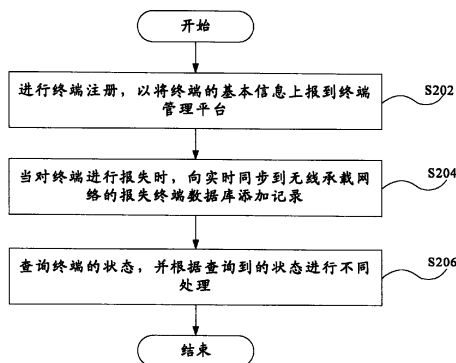 开始
进行终端注册，以将终端的基本信息上报到终端
管理平台
S202
当对终端进行报失时，向实时同步到无线承载网
络的报失终端数据库添加记录
S204
查询终端的状态，并根据查询到的状态进行不同
处理
S206
结束